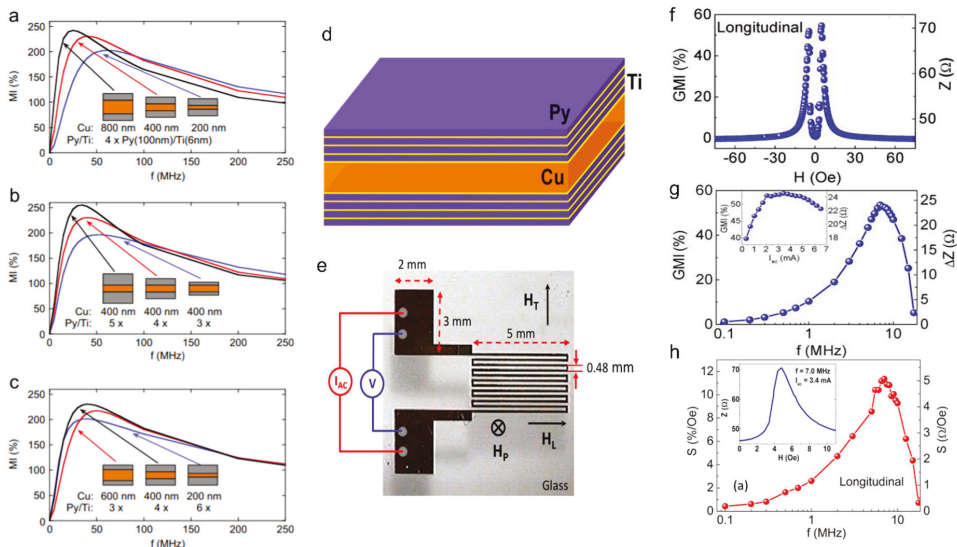 a
MI (%)
250
200
150
100
50
0
Cu: 800 nm 400 nm 200 nm
Py/Ti: 4 x Py(100nm)/Ti(6nm)
0 50 100 150 200 250
f (MHz)
b
MI (%)
250
200
150
100
50
0
Cu: 400 nm 400 nm 400 nm
Py/Ti: 5 x 4 x 3 x
0 50 100 150 200 250
f (MHz)
c
MI (%)
250
200
150
100
50
0
Cu: 600 nm 400 nm 200 nm
Py/Ti: 3 x 4 x 6 x
0 50 100 150 200 250
f (MHz)
d
Py
Ti
Cu
e
2 mm
3 mm
H_T
5 mm
0.48 mm
I_AC
V
H_P
H_L
Glass
f
Longitudinal
GMI (%)
60
40
20
0
Z (Ω)
70
60
50
-60 -30 0 30 60
H (Oe)
g
GMI (%)
60
40
20
0
ΔZ (Ω)
25
20
15
10
5
0
GMI (%)
50
45
40
ΔZ (Ω)
24
22
20
18
0 1 2 3 4 5 6 7
I_ac (mA)
0.1 1 10
f (MHz)
h
S (%/Oe)
12
10
8
6
4
2
0
S (Ω/Oe)
5
4
3
2
1
0
f = 7.0 MHz
I_ac = 3.4 mA
Z (Ω)
70
60
50
0 2 4 6 8 10
H (Oe)
(a)
Longitudinal
0.1 1 10
f (MHz)